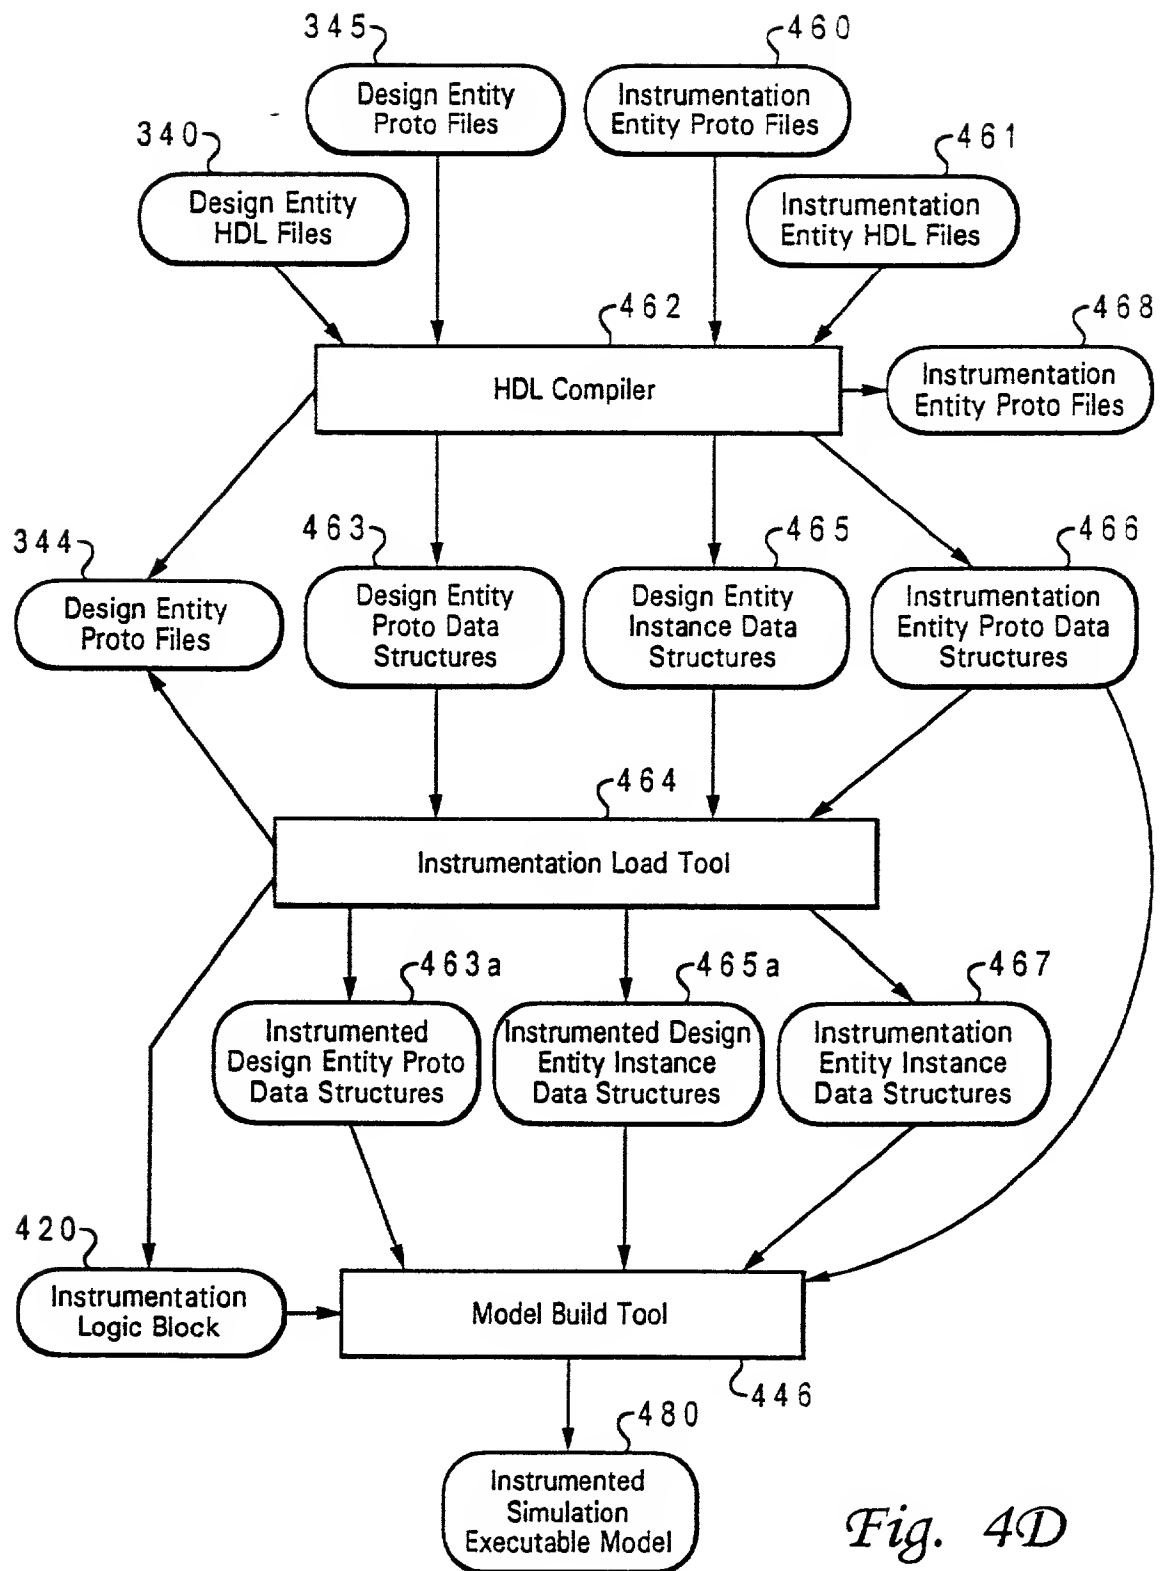 345
460
Design Entity
Proto Files
Instrumentation
Entity Proto Files
340
461
Design Entity
HDL Files
Instrumentation
Entity HDL Files
462
468
HDL Compiler
Instrumentation
Entity Proto Files
344
463
465
466
Design Entity
Proto Files
Design Entity
Proto Data
Structures
Design Entity
Instance Data
Structures
Instrumentation
Entity Proto Data
Structures
464
Instrumentation Load Tool
463a
465a
467
Instrumented
Design Entity Proto
Data Structures
Instrumented Design
Entity Instance
Data Structures
Instrumentation
Entity Instance
Data Structures
420
Instrumentation
Logic Block
Model Build Tool
446
480
Instrumented
Simulation
Executable Model
Fig. 4D